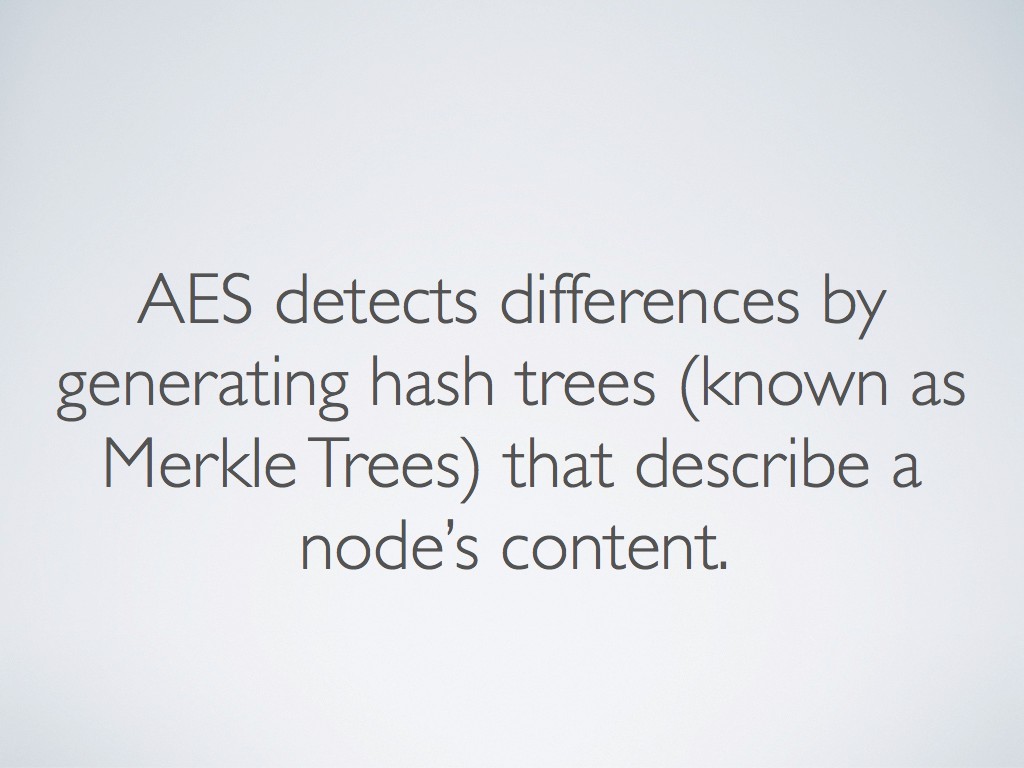 AES detects differences by
generating hash trees (known as
Merkle Trees) that describe a
node’s content.